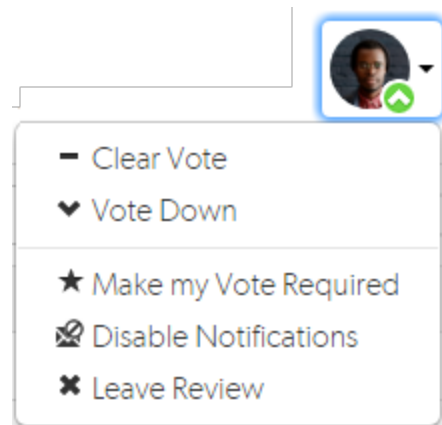 Clear Vote
Vote Down
Make my Vote Required
Disable Notifications
Leave Review